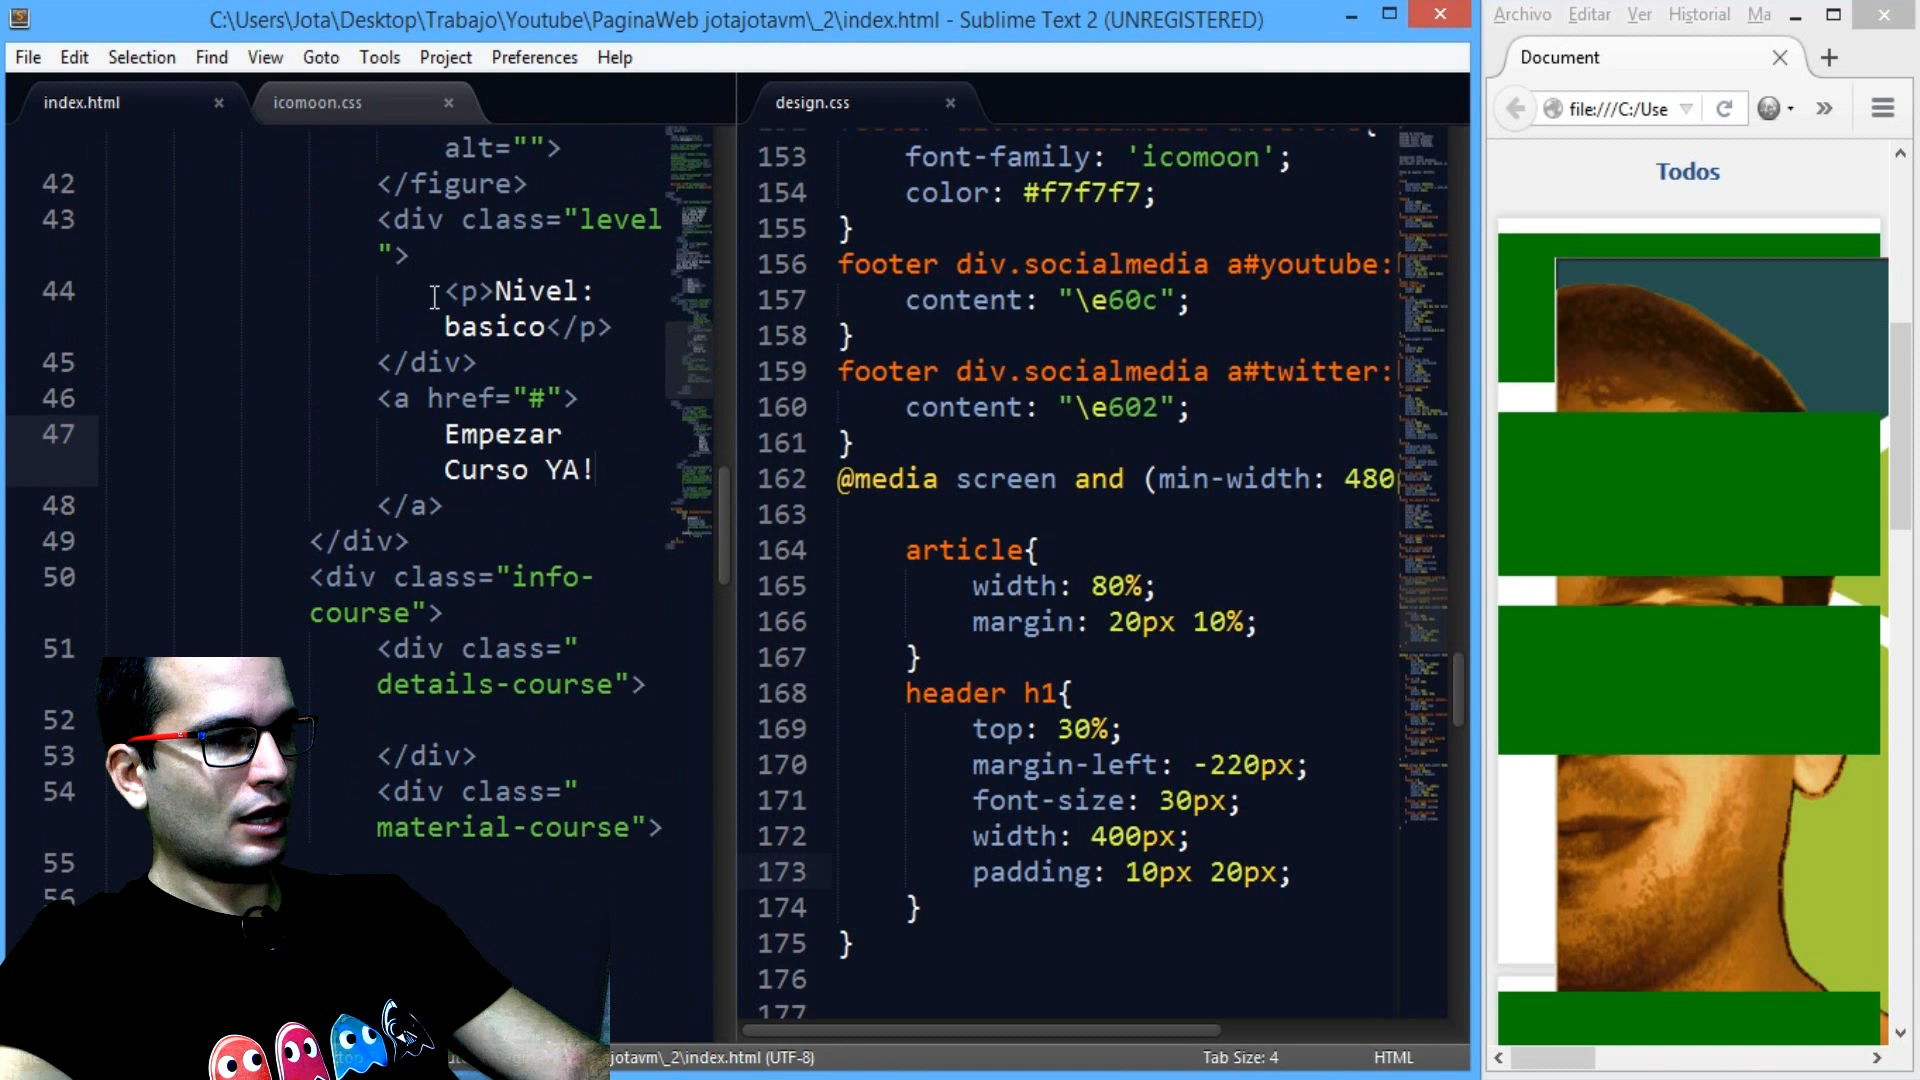 C:\Users\Jota\Desktop\Trabajo\Youtube\PaginaWeb jotajotavm\_2\index.html - Sublime Text 2 (UNREGISTERED)
File Edit Selection Find View Goto Tools Project Preferences Help
index.html
icomoon.css
alt="">
42 </figure>
43 <div class="level
">
44 <p>Nivel:
basico</p>
45 </div>
46 <a href="#">
47 Empezar
Curso YA!
48 </a>
49 </div>
50 <div class="info-
course">
51 <div class="
details-course">
52
53 </div>
54 <div class="
material-course">
55
56
design.css
153 font-family: 'icomoon';
154 color: #f7f7f7;
155 }
156 footer div.socialmedia a#youtube:
157 content: "\e60c";
158 }
159 footer div.socialmedia a#twitter:
160 content: "\e602";
161 }
162 @media screen and (min-width: 480
163
164 article{
165 width: 80%;
166 margin: 20px 10%;
167 }
168 header h1{
169 top: 30%;
170 margin-left: -220px;
171 font-size: 30px;
172 width: 400px;
173 padding: 10px 20px;
174 }
175 }
176
177
jotavm\_2\index.html (UTF-8)
Tab Size: 4
HTML
Archivo Editar Ver Historial Ma
Document
file:///C:/Use
Todos